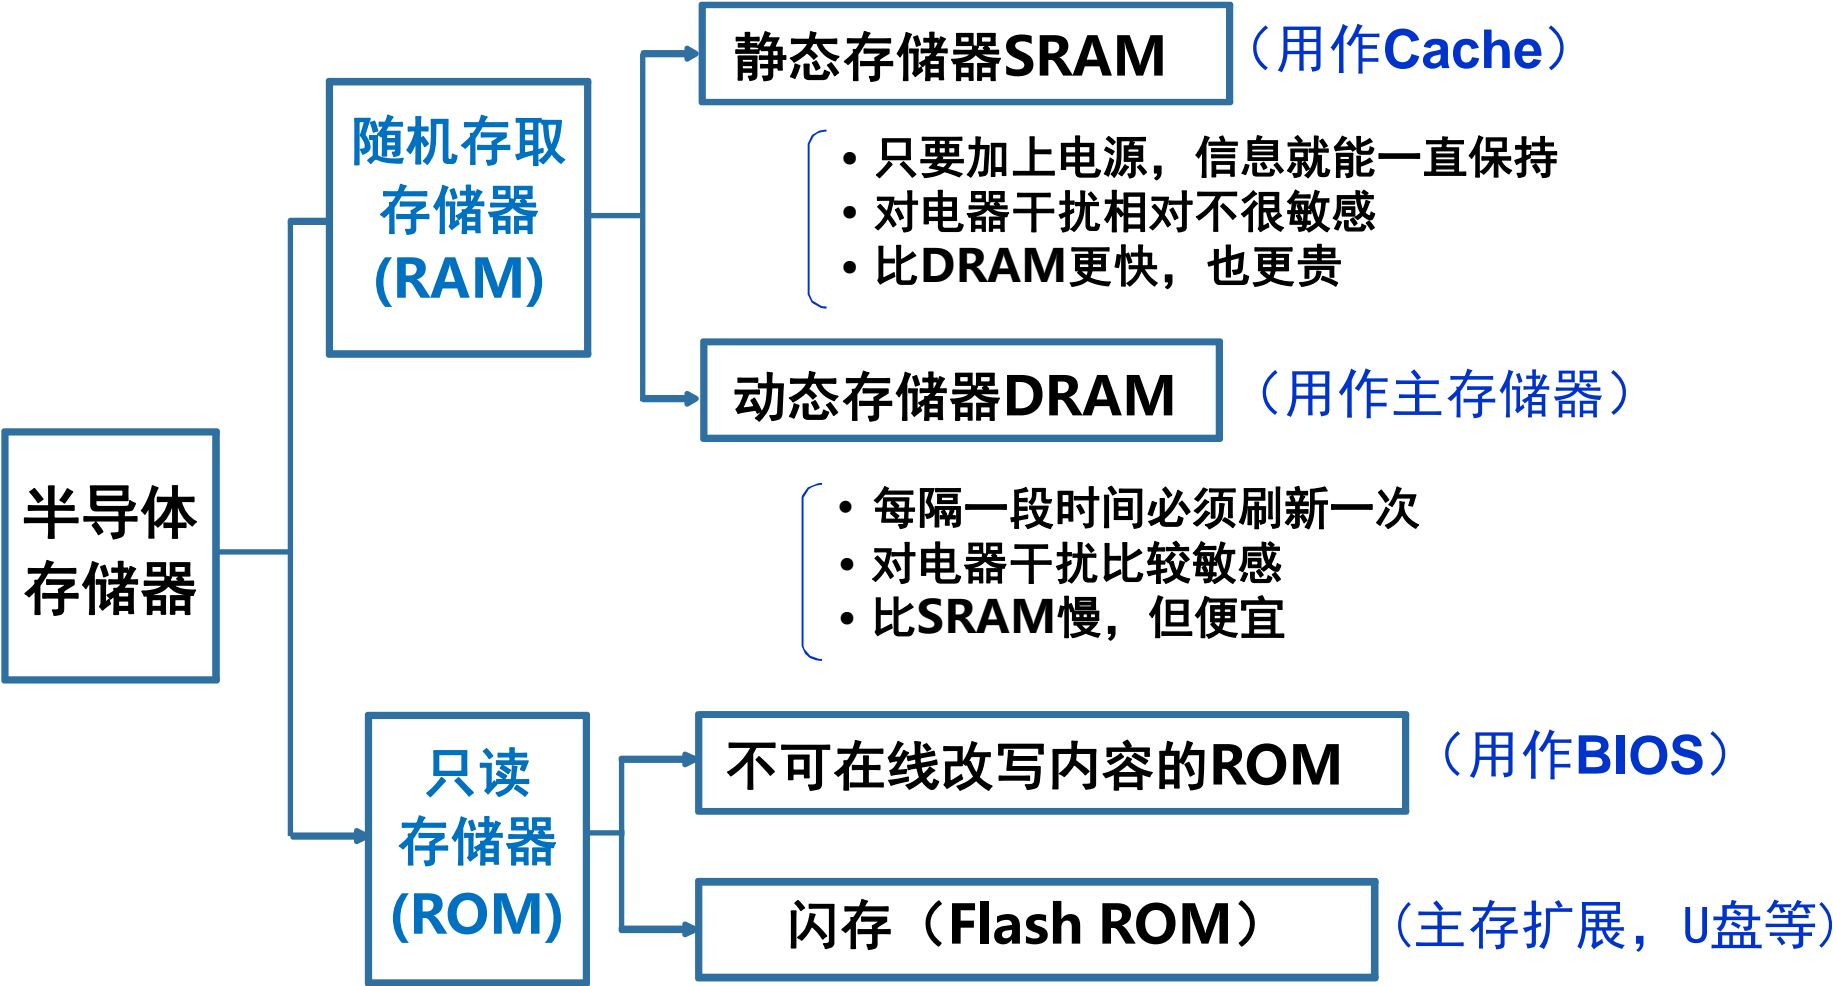 静态存储器SRAM（用作Cache）
随机存取
存储器
(RAM)
• 只要加上电源，信息就能一直保持
• 对电器干扰相对不很敏感
• 比DRAM更快，也更贵
动态存储器DRAM（用作主存储器）
半导体
存储器
• 每隔一段时间必须刷新一次
• 对电器干扰比较敏感
• 比SRAM慢，但便宜
只读
存储器
(ROM)
不可在线改写内容的ROM（用作BIOS）
闪存（Flash ROM）(主存扩展，U盘等)